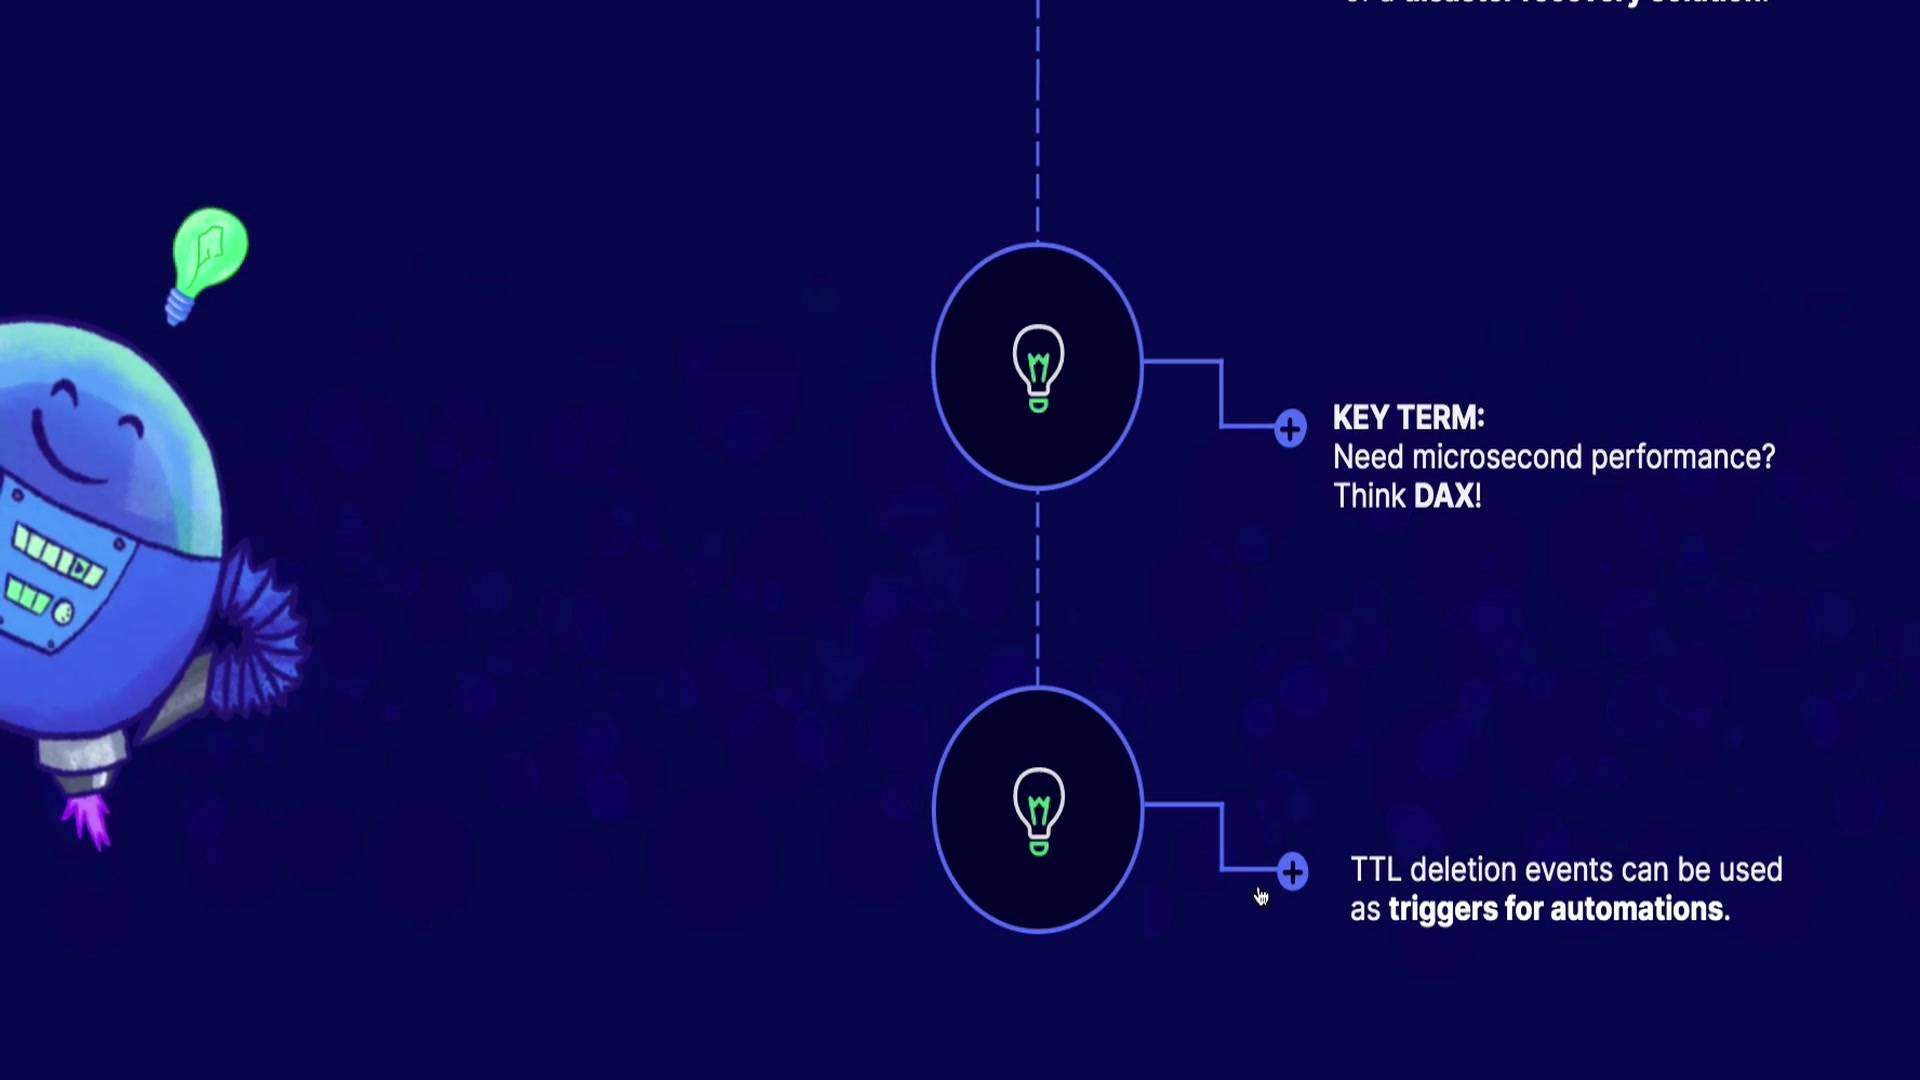 disaster recovery solution.
KEY TERM:
Need microsecond performance?
Think DAX!
TTL deletion events can be used
as triggers for automations.